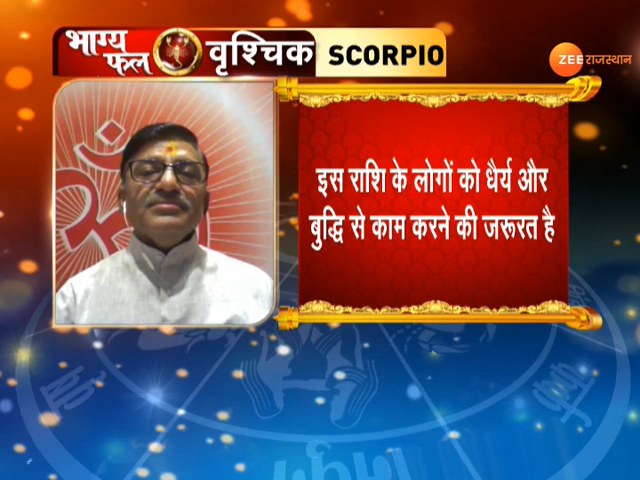 भाग्य
फल
वृश्चिक
SCORPIO
ZEE राजस्थान
इस राशि के लोगों को धैर्य और
बुद्धि से काम करने की जरूरत है